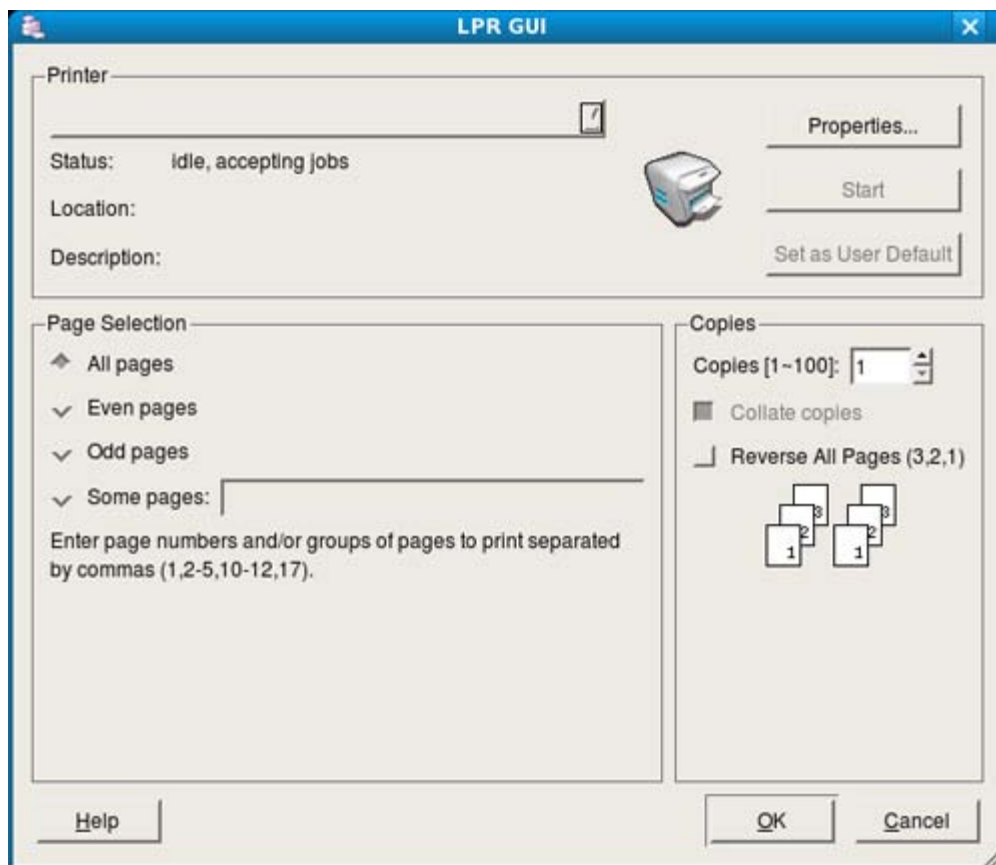 LPR GUI
Printer
Properties...
Status: idle, accepting jobs
Start
Location:
Description:
Set as User Default
Page Selection
All pages
Even pages
Odd pages
Some pages:
Enter page numbers and/or groups of pages to print separated
by commas (1,2-5,10-12,17).
Copies
Copies [1~100]: 1
Collate copies
Reverse All Pages (3,2,1)
3 3
2 2
1 1
Help
OK
Cancel